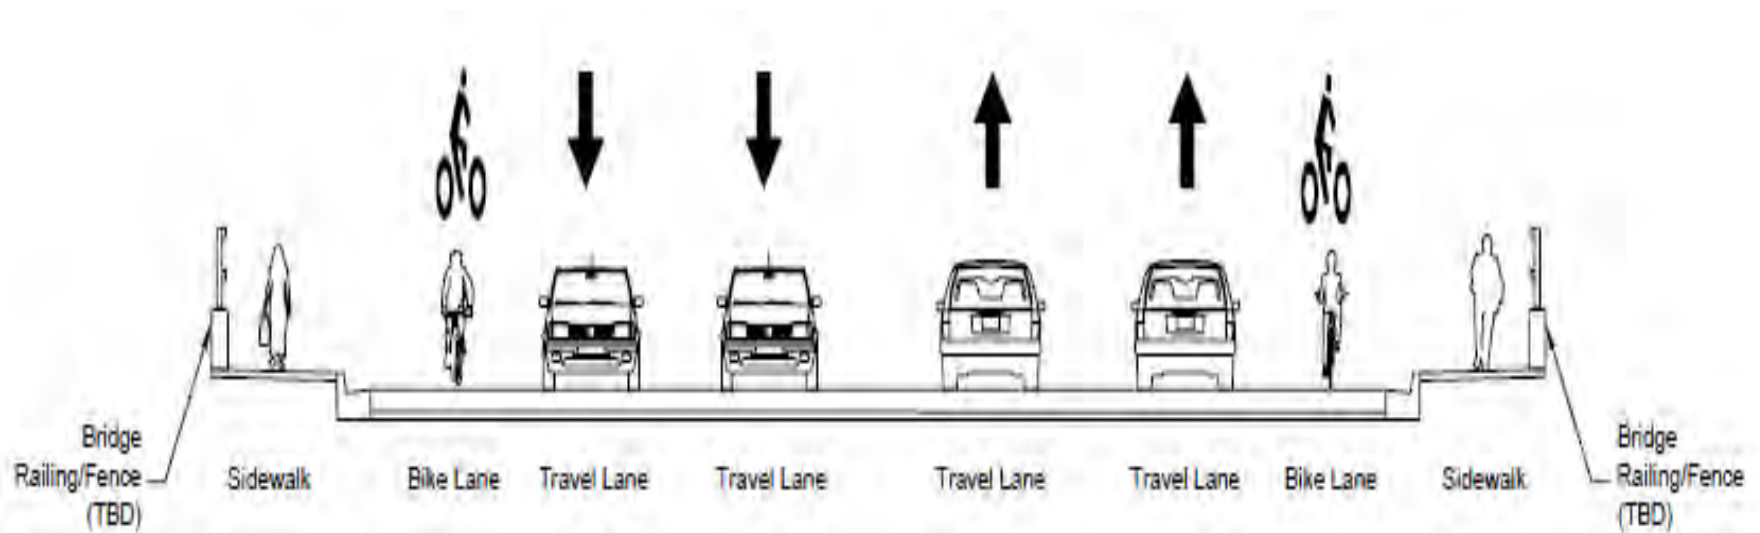 Bridge
Railing/Fence
(TBD)
Sidewalk
Bike Lane
Travel Lane
Travel Lane
Travel Lane
Travel Lane
Bike Lane
Sidewalk
Bridge
Railing/Fence
(TBD)